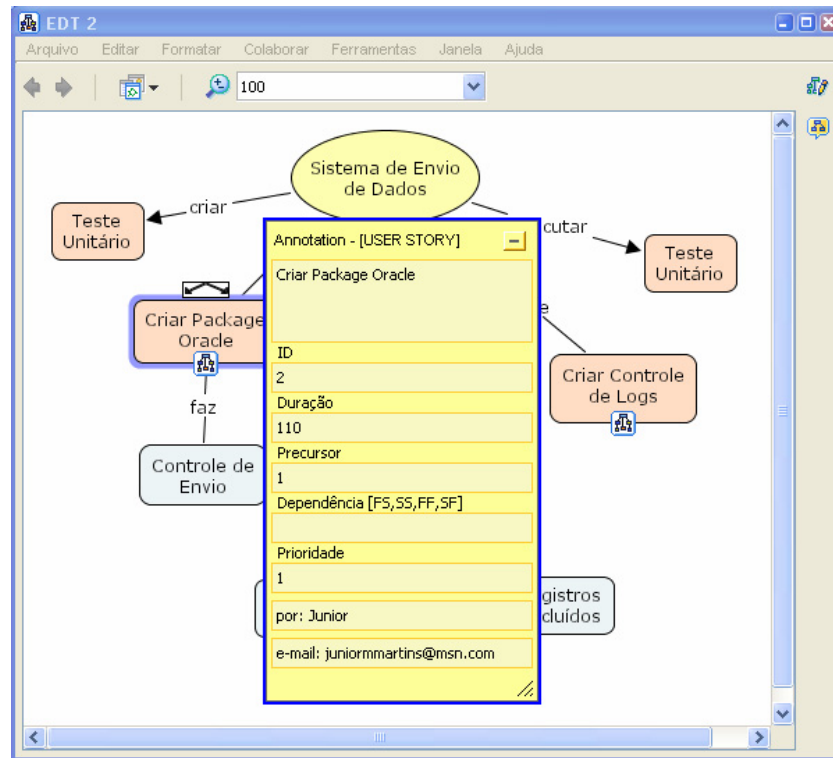 EDT 2
Arquivo Editar Formatar Colaborar Ferramentas Janela Ajuda
100
Sistema de Envio
de Dados
criar
Teste
Unitário
cutar
Teste
Unitário
Annotation - [USER STORY]
Criar Package Oracle
Criar Package
Oracle
faz
Controle de
Envio
e
Criar Controle
de Logs
ID
2
Duração
110
Precursor
1
Dependência [FS,SS,FF,SF]
Prioridade
1
por: Junior
e-mail: juniormmartins@msn.com
gistros
cluídos